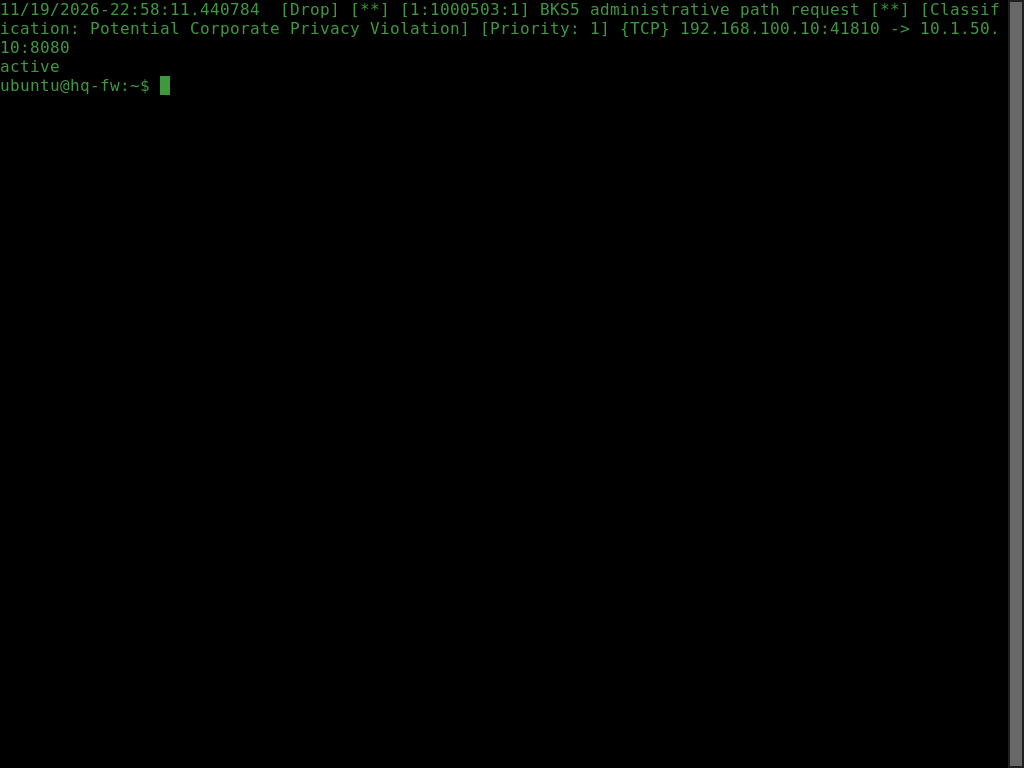 11/19/2026-22:58:11.440784  [Drop] [**] [1:1000503:1] BKS5 administrative path request [**] [Classif
ication: Potential Corporate Privacy Violation] [Priority: 1] {TCP} 192.168.100.10:41810 -> 10.1.50.
10:8080
active
ubuntu@hq-fw:~$